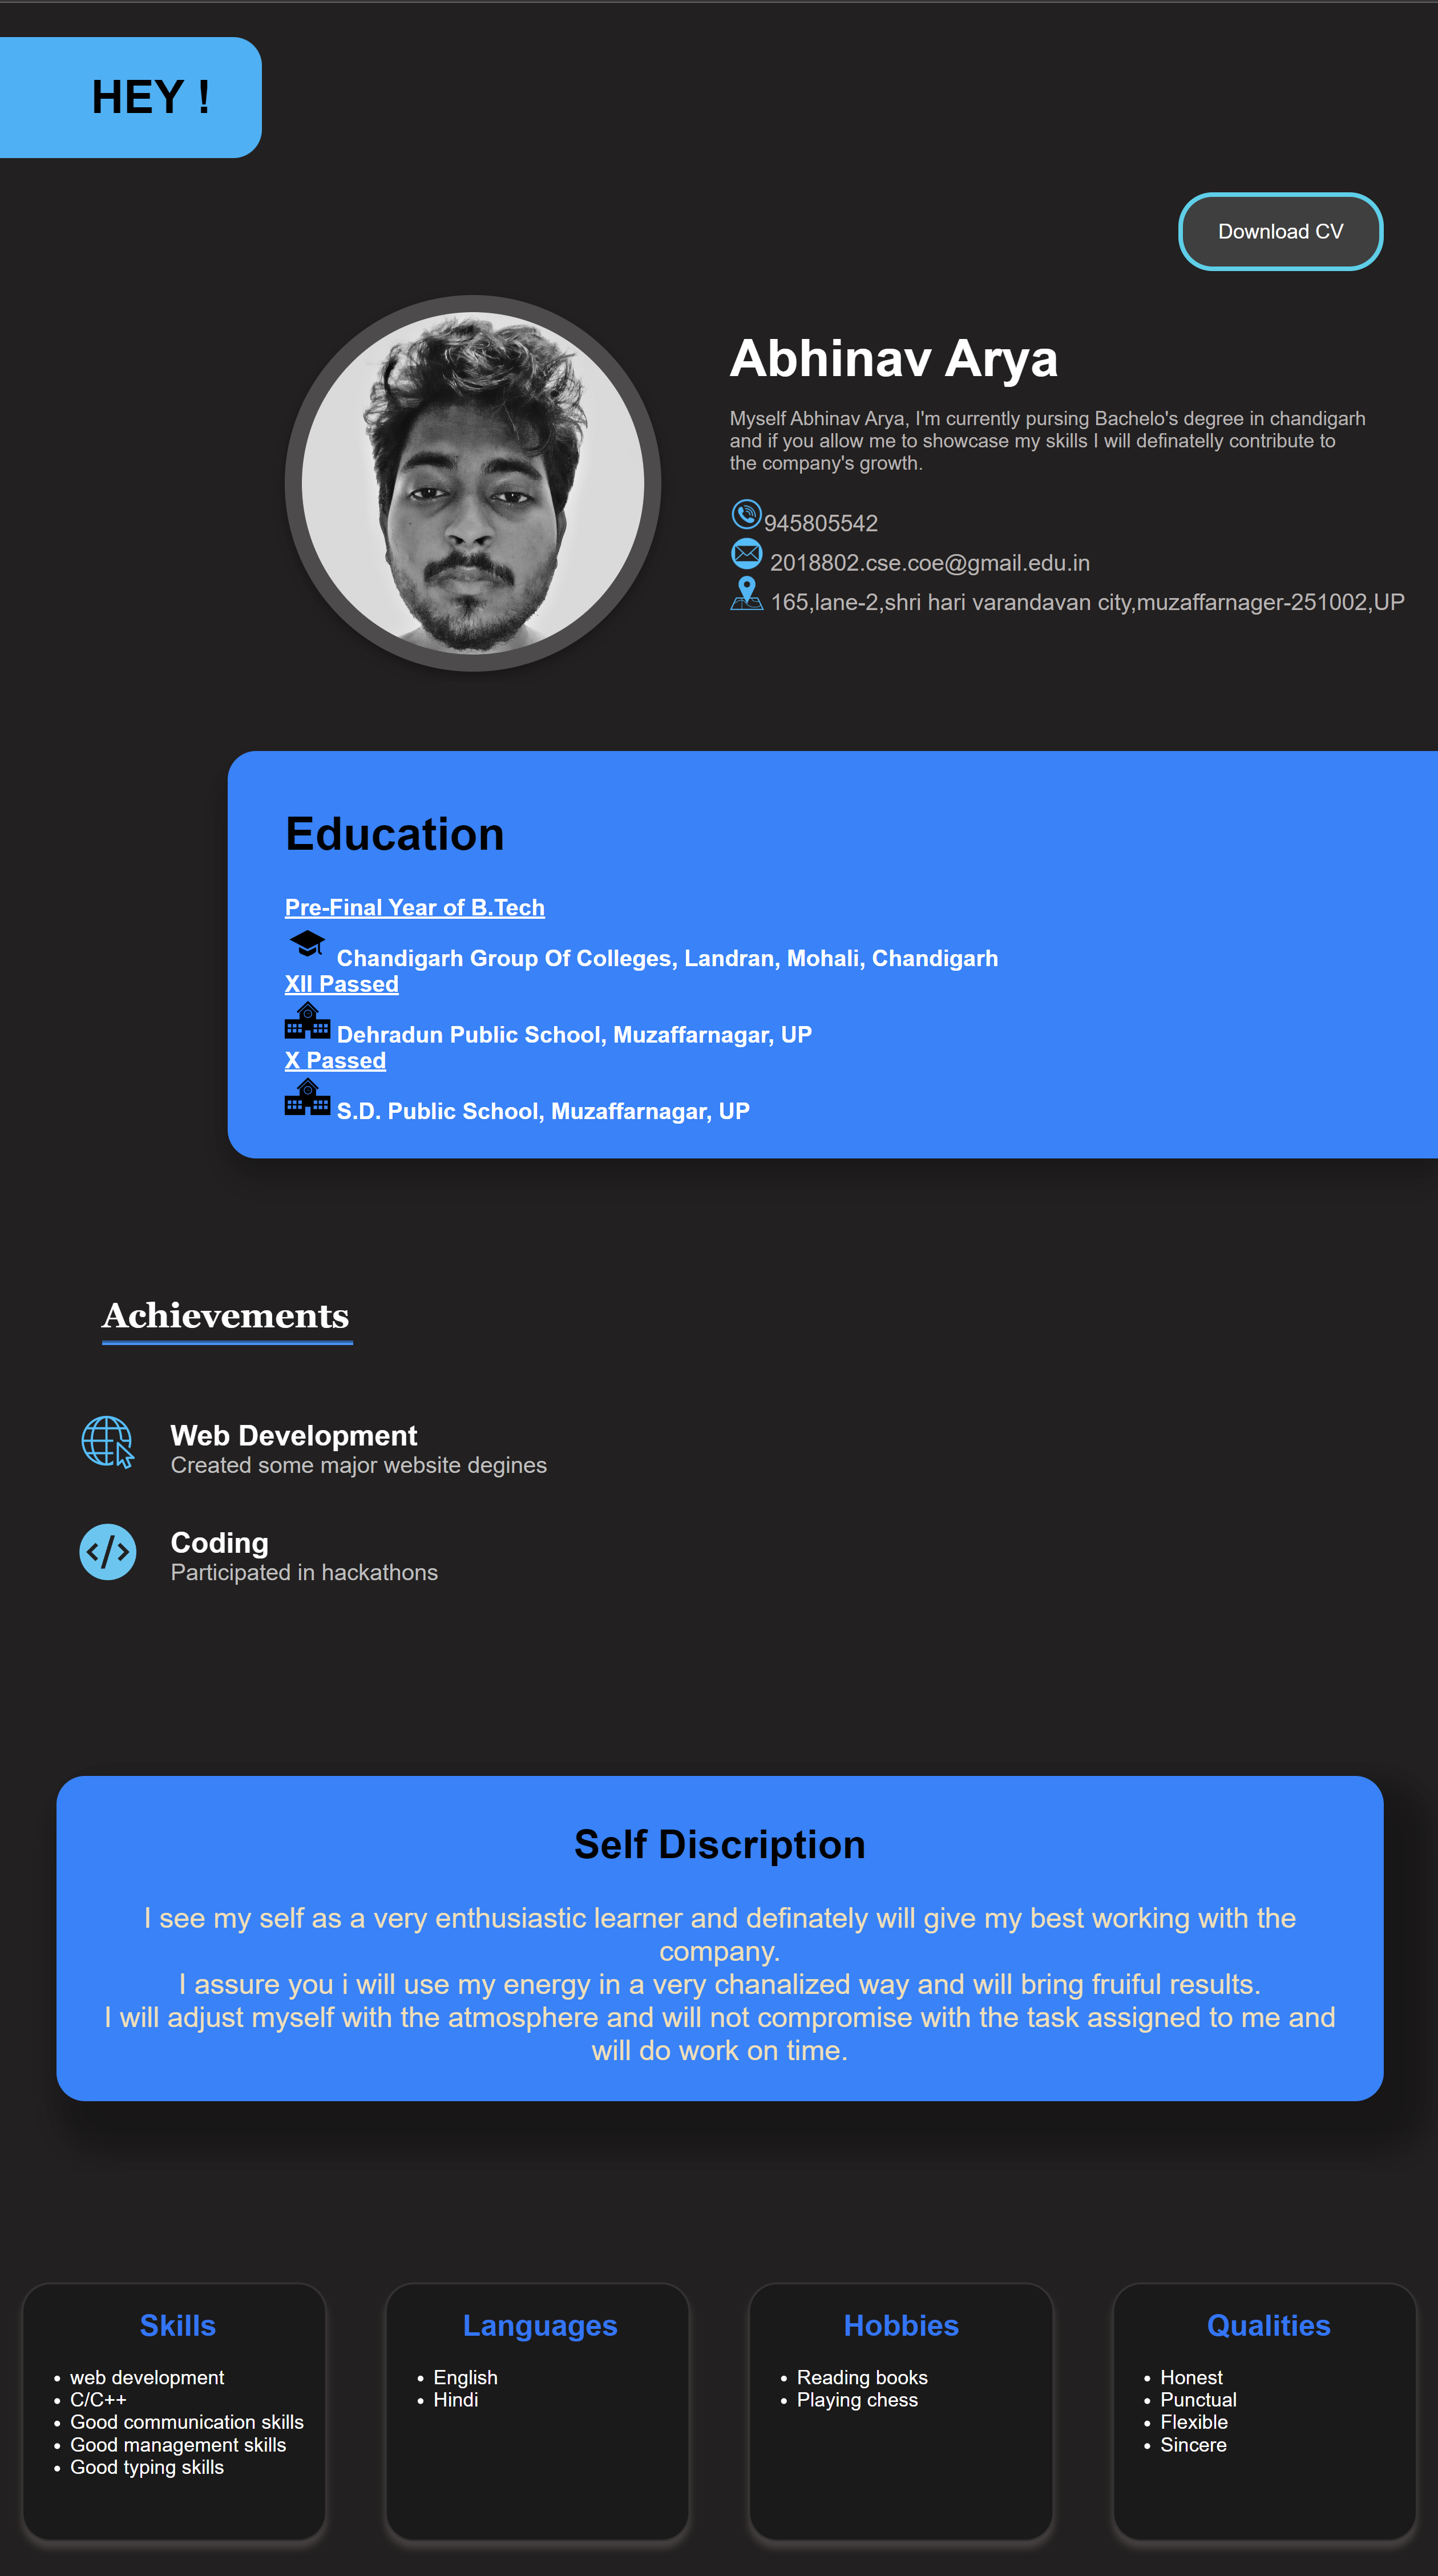 HEY !
Download CV
Abhinav Arya
Myself Abhinav Arya, I'm currently pursing Bachelo's degree in chandigarh
and if you allow me to showcase my skills I will definatelly contribute to
the company's growth.
945805542
2018802.cse.coe@gmail.edu.in
165,lane-2,shri hari varandavan city,muzaffarnager-251002,UP
Education
Pre-Final Year of B.Tech
Chandigarh Group Of Colleges, Landran, Mohali, Chandigarh
XII Passed
Dehradun Public School, Muzaffarnagar, UP
X Passed
S.D. Public School, Muzaffarnagar, UP
Achievements
Web Development
Created some major website degines
Coding
Participated in hackathons
Self Discription
I see my self as a very enthusiastic learner and definately will give my best working with the
company.
I assure you i will use my energy in a very chanalized way and will bring fruiful results.
I will adjust myself with the atmosphere and will not compromise with the task assigned to me and
will do work on time.
Skills
web development
C/C++
Good communication skills
Good management skills
Good typing skills
Languages
English
Hindi
Hobbies
Reading books
Playing chess
Qualities
Honest
Punctual
Flexible
Sincere